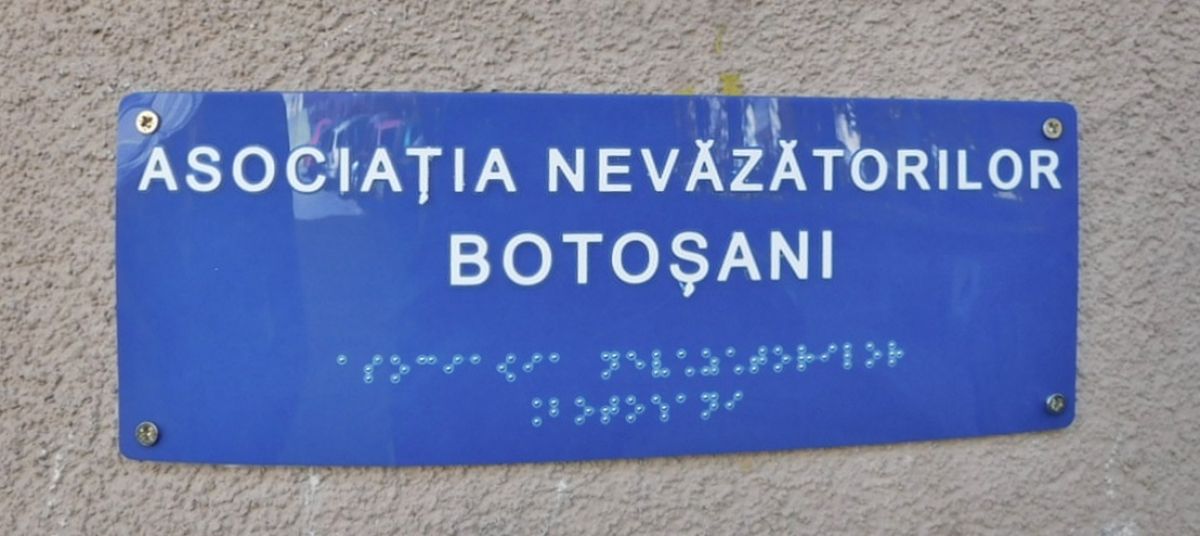 ASOCIAŢIA NEVĂZĂTORILOR
BOTOŞANI
⠁⠎⠕⠉⠊⠁⠞⠊⠁ ⠝⠑⠧⠜⠵⠜⠞⠕⠗⠊⠇⠕⠗